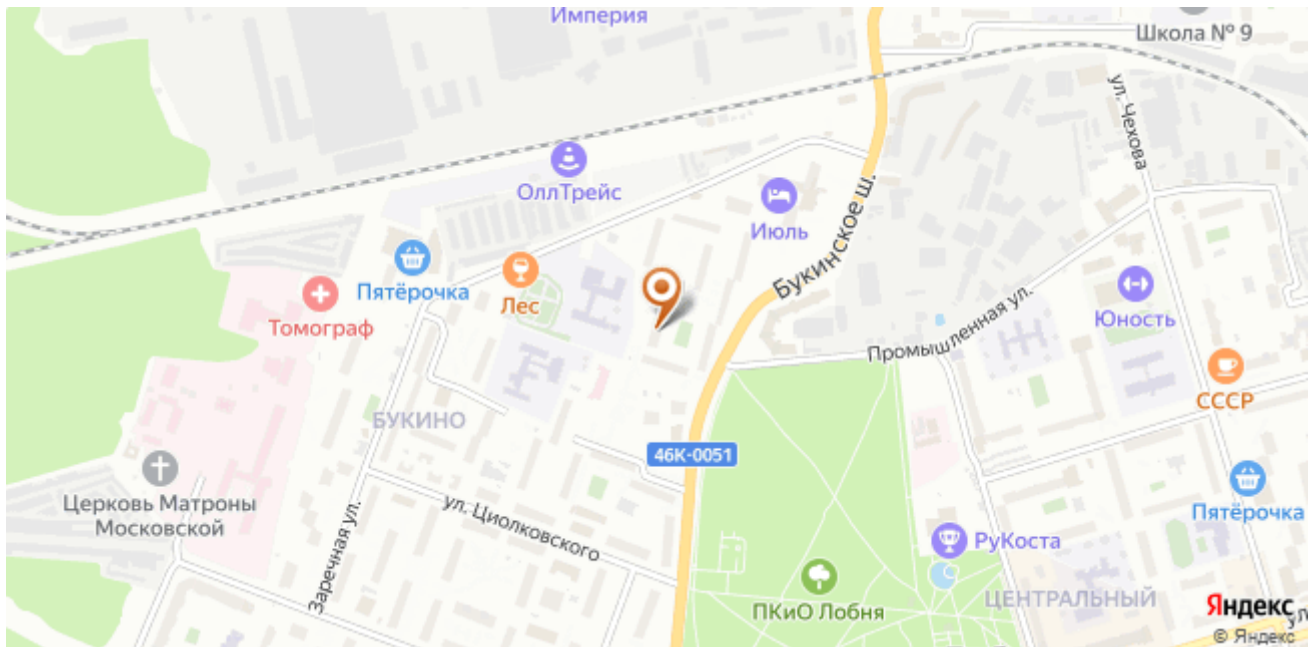 Империя
Школа № 9
ул. Чехова
ОллТрейс
Июль
Букинское ш.
Пятёрочка
Лес
Томограф
Юность
Промышленная ул.
СССР
БУКИНО
46К-0051
Церковь Матроны
Московской
ул. Циолковского
Заречная ул.
Пятёрочка
РуКоста
ПКиО Лобня
ЦЕНТРАЛЬНЫЙ
Яндекс
© Яндекс